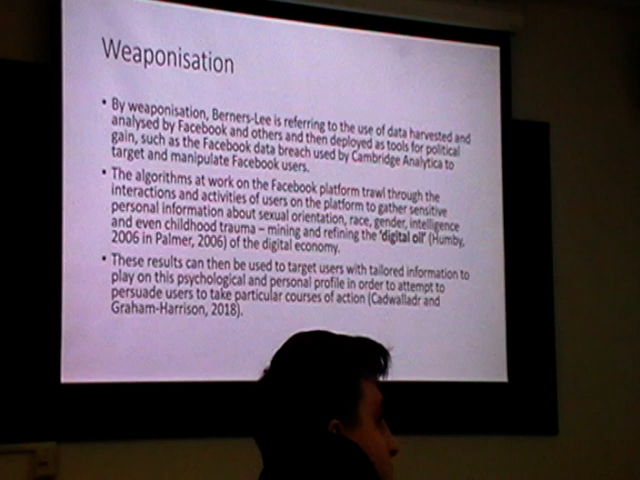 Weaponisation
• By weaponisation, Berners-Lee is referring to the use of data harvested and
analysed by Facebook and others and then deployed as tools for political
gain, such as the Facebook data breach used by Cambridge Analytica to
target and manipulate Facebook users.
• The algorithms at work on the Facebook platform trawl through the
interactions and activities of users on the platform to gather sensitive
personal information about sexual orientation, race, gender, intelligence
and even childhood trauma – mining and refining the 'digital oil' (Humby,
2006 in Palmer, 2006) of the digital economy.
• These results can then be used to target users with tailored information to
play on this psychological and personal profile in order to attempt to
persuade users to take particular courses of action (Cadwalladr and
Graham-Harrison, 2018).